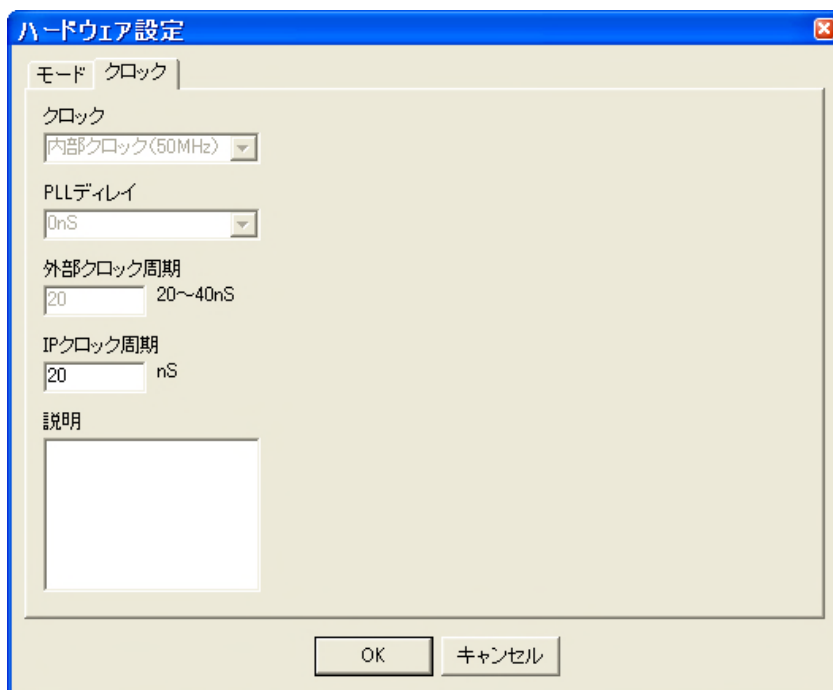 ハードウェア設定
モード クロック
クロック
内部クロック(50MHz)
PLLディレイ
0nS
外部クロック周期
20 20～40nS
IPクロック周期
20 nS
説明
OK キャンセル